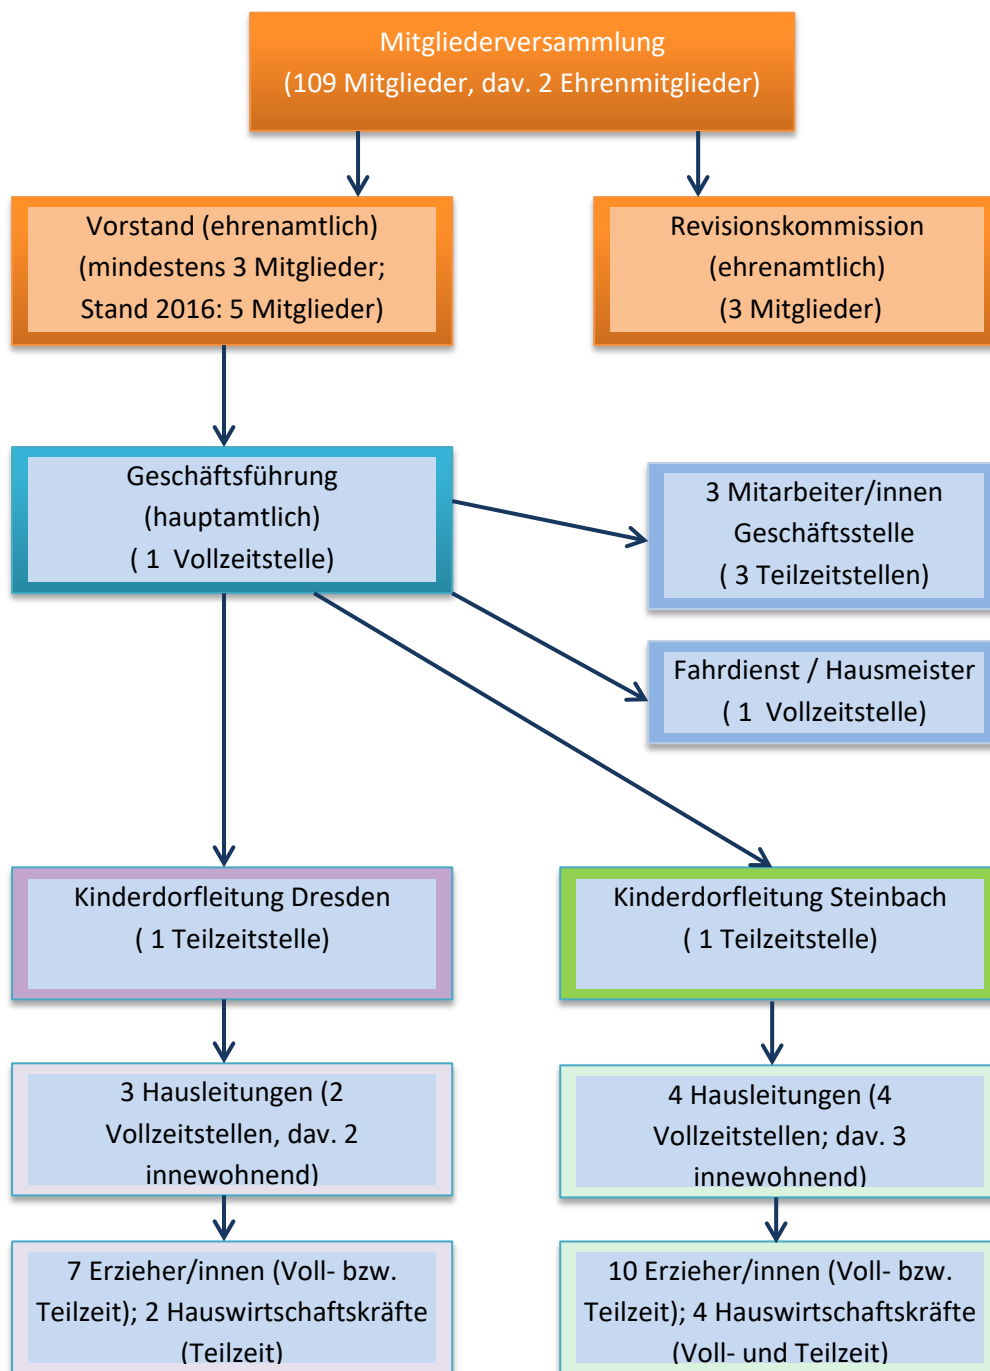 Mitgliederversammlung
(109 Mitglieder, dav. 2 Ehrenmitglieder)
Vorstand (ehrenamtlich)
(mindestens 3 Mitglieder;
Stand 2016: 5 Mitglieder)
Revisionskommission
(ehrenamtlich)
(3 Mitglieder)
Geschäftsführung
(hauptamtlich)
( 1 Vollzeitstelle)
3 Mitarbeiter/innen
Geschäftsstelle
( 3 Teilzeitstellen)
Fahrdienst / Hausmeister
( 1 Vollzeitstelle)
Kinderdorfleitung Dresden
( 1 Teilzeitstelle)
Kinderdorfleitung Steinbach
( 1 Teilzeitstelle)
3 Hausleitungen (2
Vollzeitstellen, dav. 2
innewohnend)
4 Hausleitungen (4
Vollzeitstellen; dav. 3
innewohnend)
7 Erzieher/innen (Voll- bzw.
Teilzeit); 2 Hauswirtschaftskräfte
(Teilzeit)
10 Erzieher/innen (Voll- bzw.
Teilzeit); 4 Hauswirtschaftskräfte
(Voll- und Teilzeit)